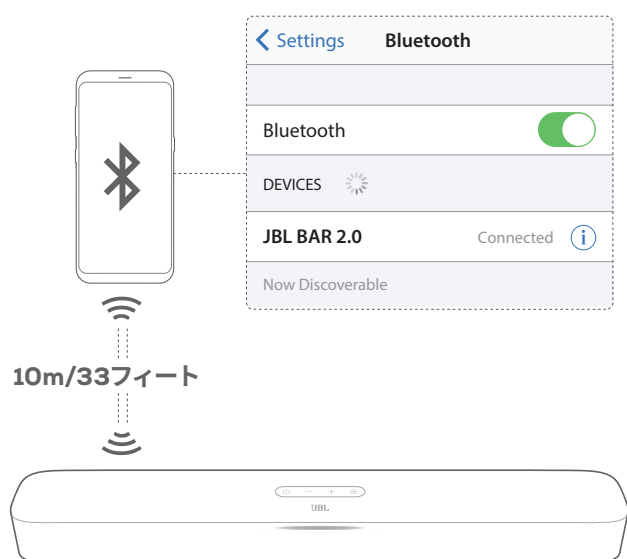 Settings Bluetooth
Bluetooth
DEVICES
JBL BAR 2.0 Connected i
Now Discoverable
10m/33フィート
JBL